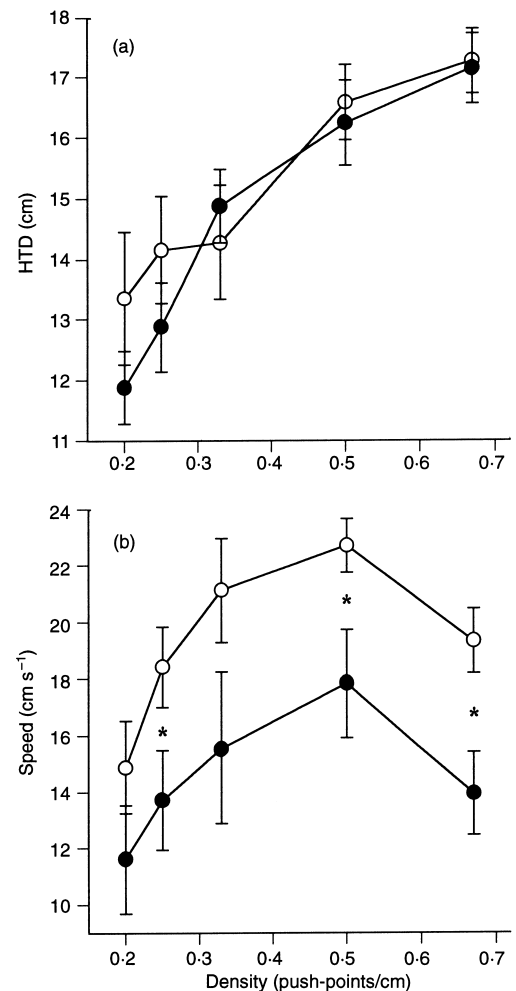 18
(a)
17
16
15
HTD (cm)
14
13
12
11
0·2 0·3 0·4 0·5 0·6 0·7
24
(b)
22
*
20
18
Speed (cm s⁻¹)
*
*
16
14
12
10
0·2 0·3 0·4 0·5 0·6 0·7
Density (push-points/cm)